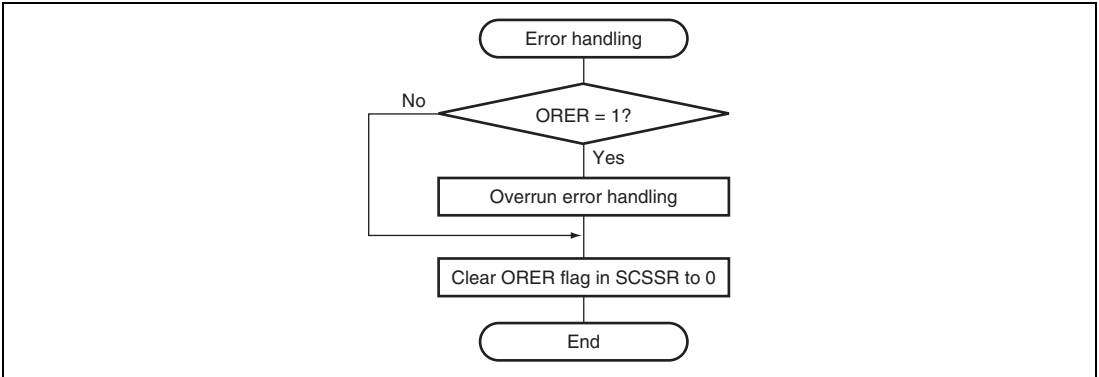 Error handling
No
ORER = 1?
Yes
Overrun error handling
Clear ORER flag in SCSSR to 0
End